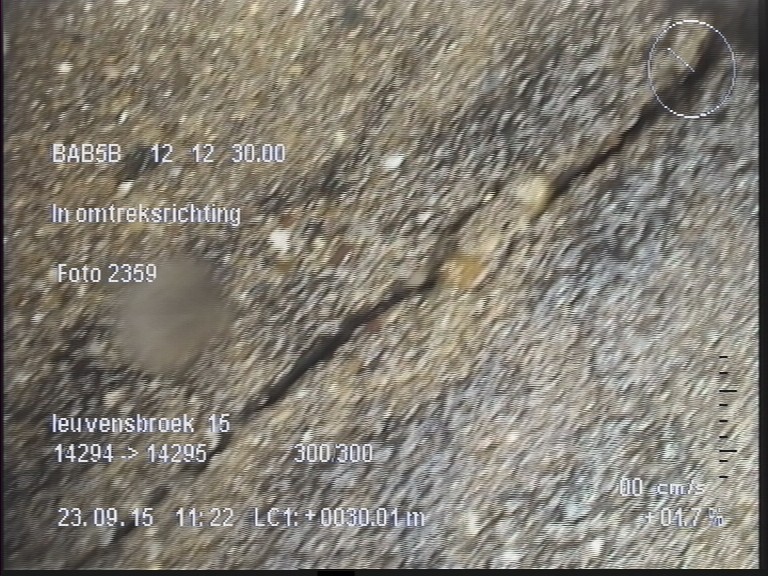 BAB5B 12 12 30.00
In omtreksrichting
Foto 2359
leuvensbroek 15
14294 -> 14295 300/300
00 cm/s
23.09.15 11:22 LC1:+0030.01 m +01.7 %